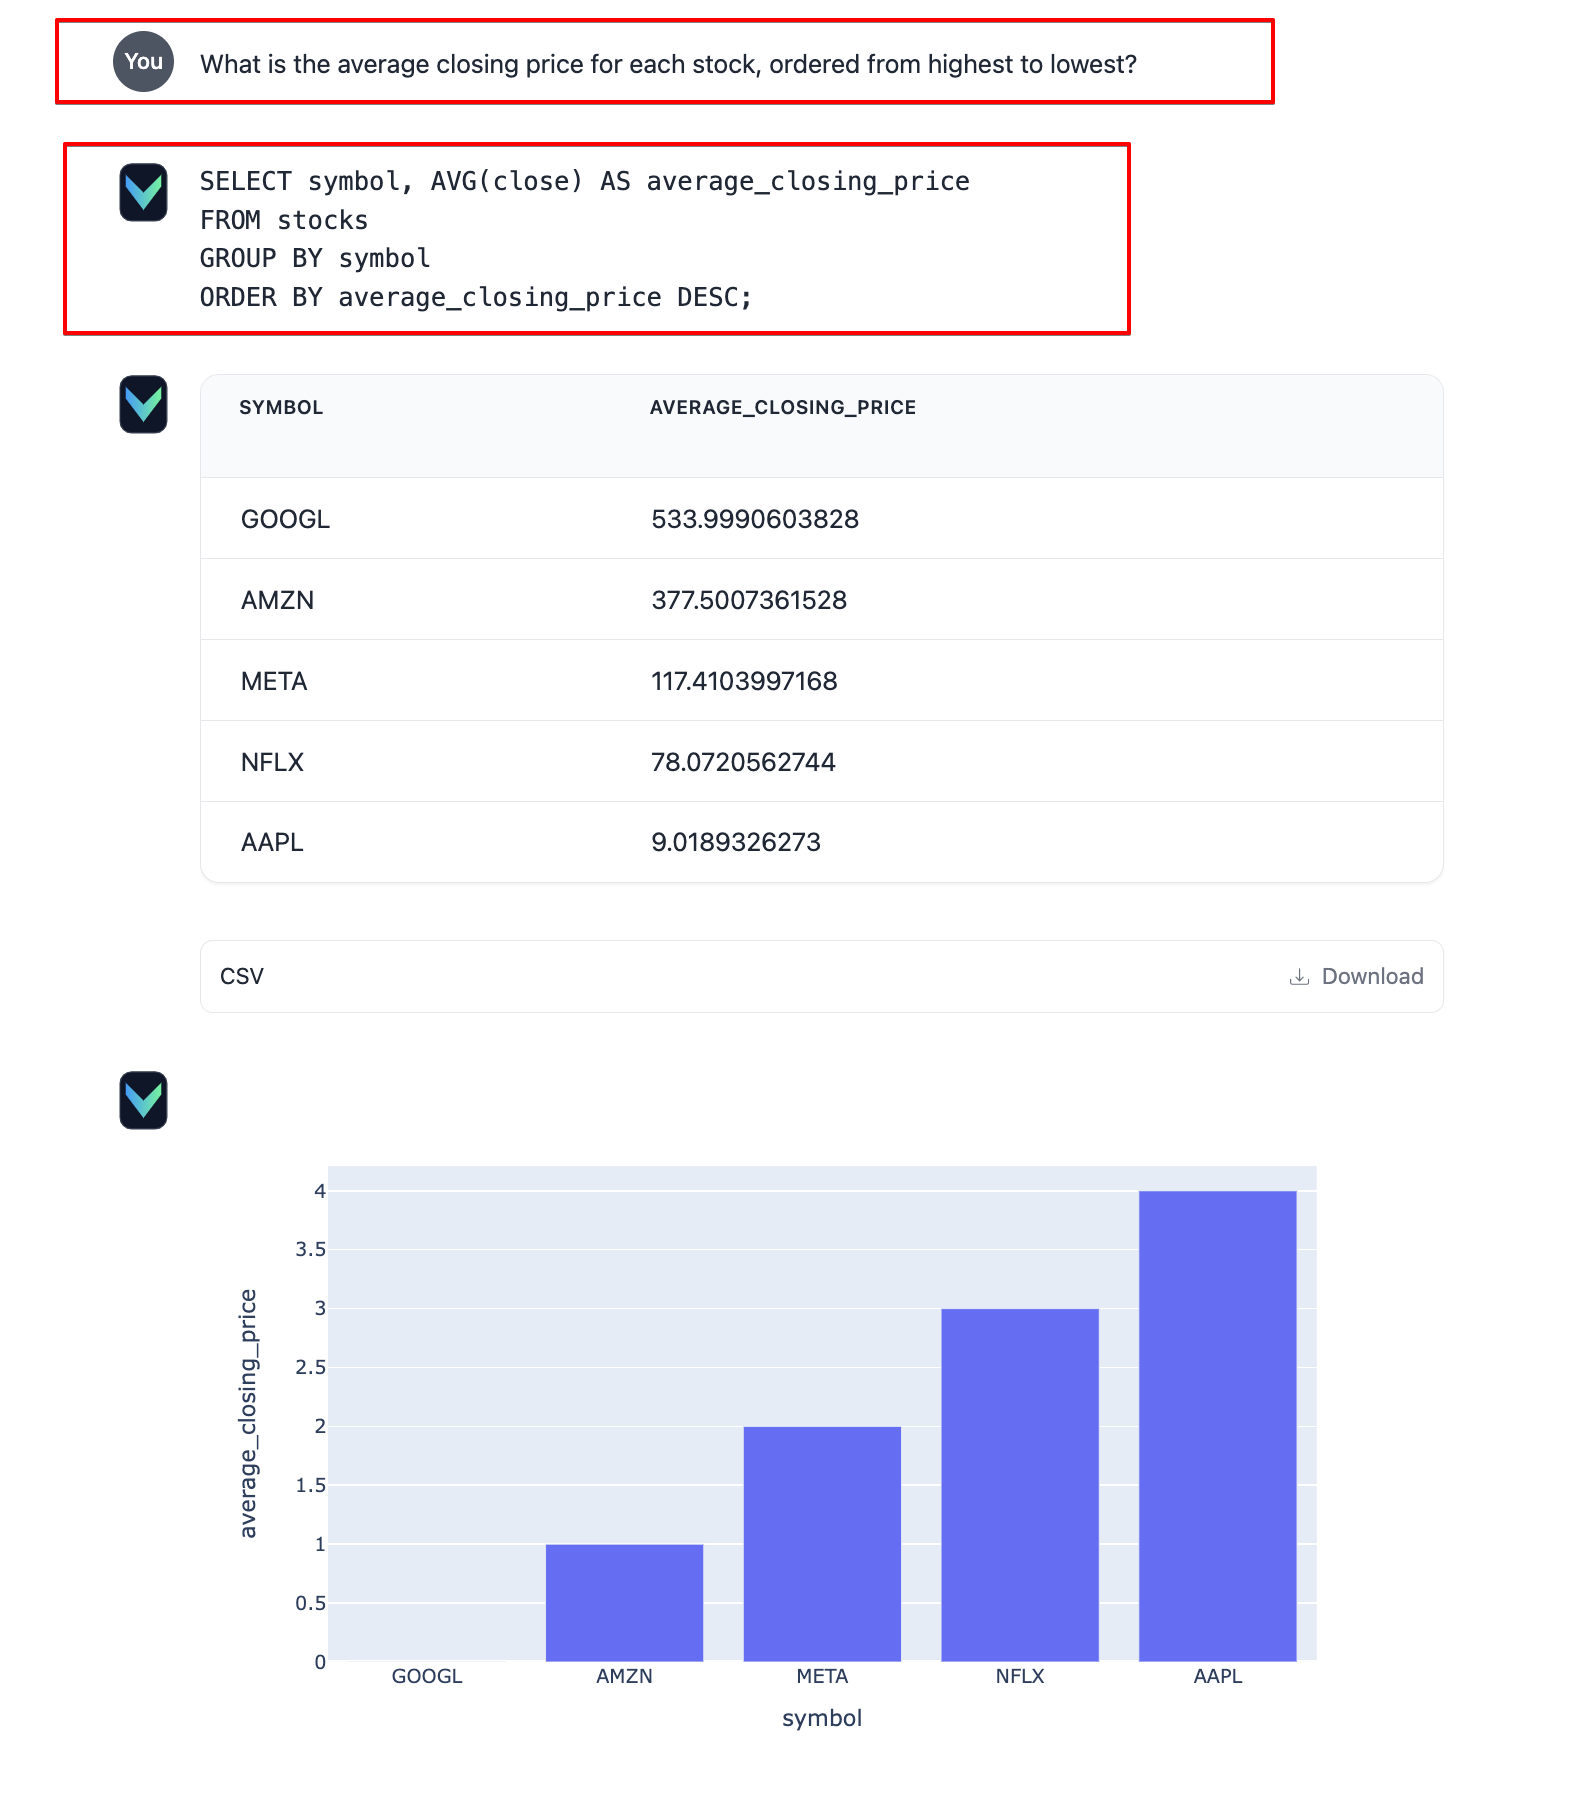 You
What is the average closing price for each stock, ordered from highest to lowest?
SELECT symbol, AVG(close) AS average_closing_price
FROM stocks
GROUP BY symbol
ORDER BY average_closing_price DESC;
SYMBOL AVERAGE_CLOSING_PRICE
GOOGL 533.9990603828
AMZN 377.5007361528
META 117.4103997168
NFLX 78.0720562744
AAPL 9.0189326273
CSV Download
average_closing_price
4
3.5
3
2.5
2
1.5
1
0.5
0
GOOGL AMZN META NFLX AAPL
symbol